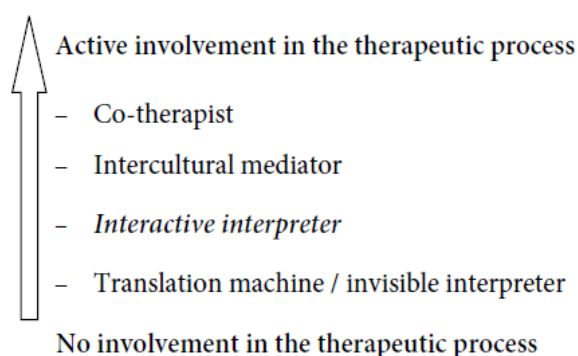 Active involvement in the therapeutic process
– Co-therapist
– Intercultural mediator
– Interactive interpreter
– Translation machine / invisible interpreter
No involvement in the therapeutic process